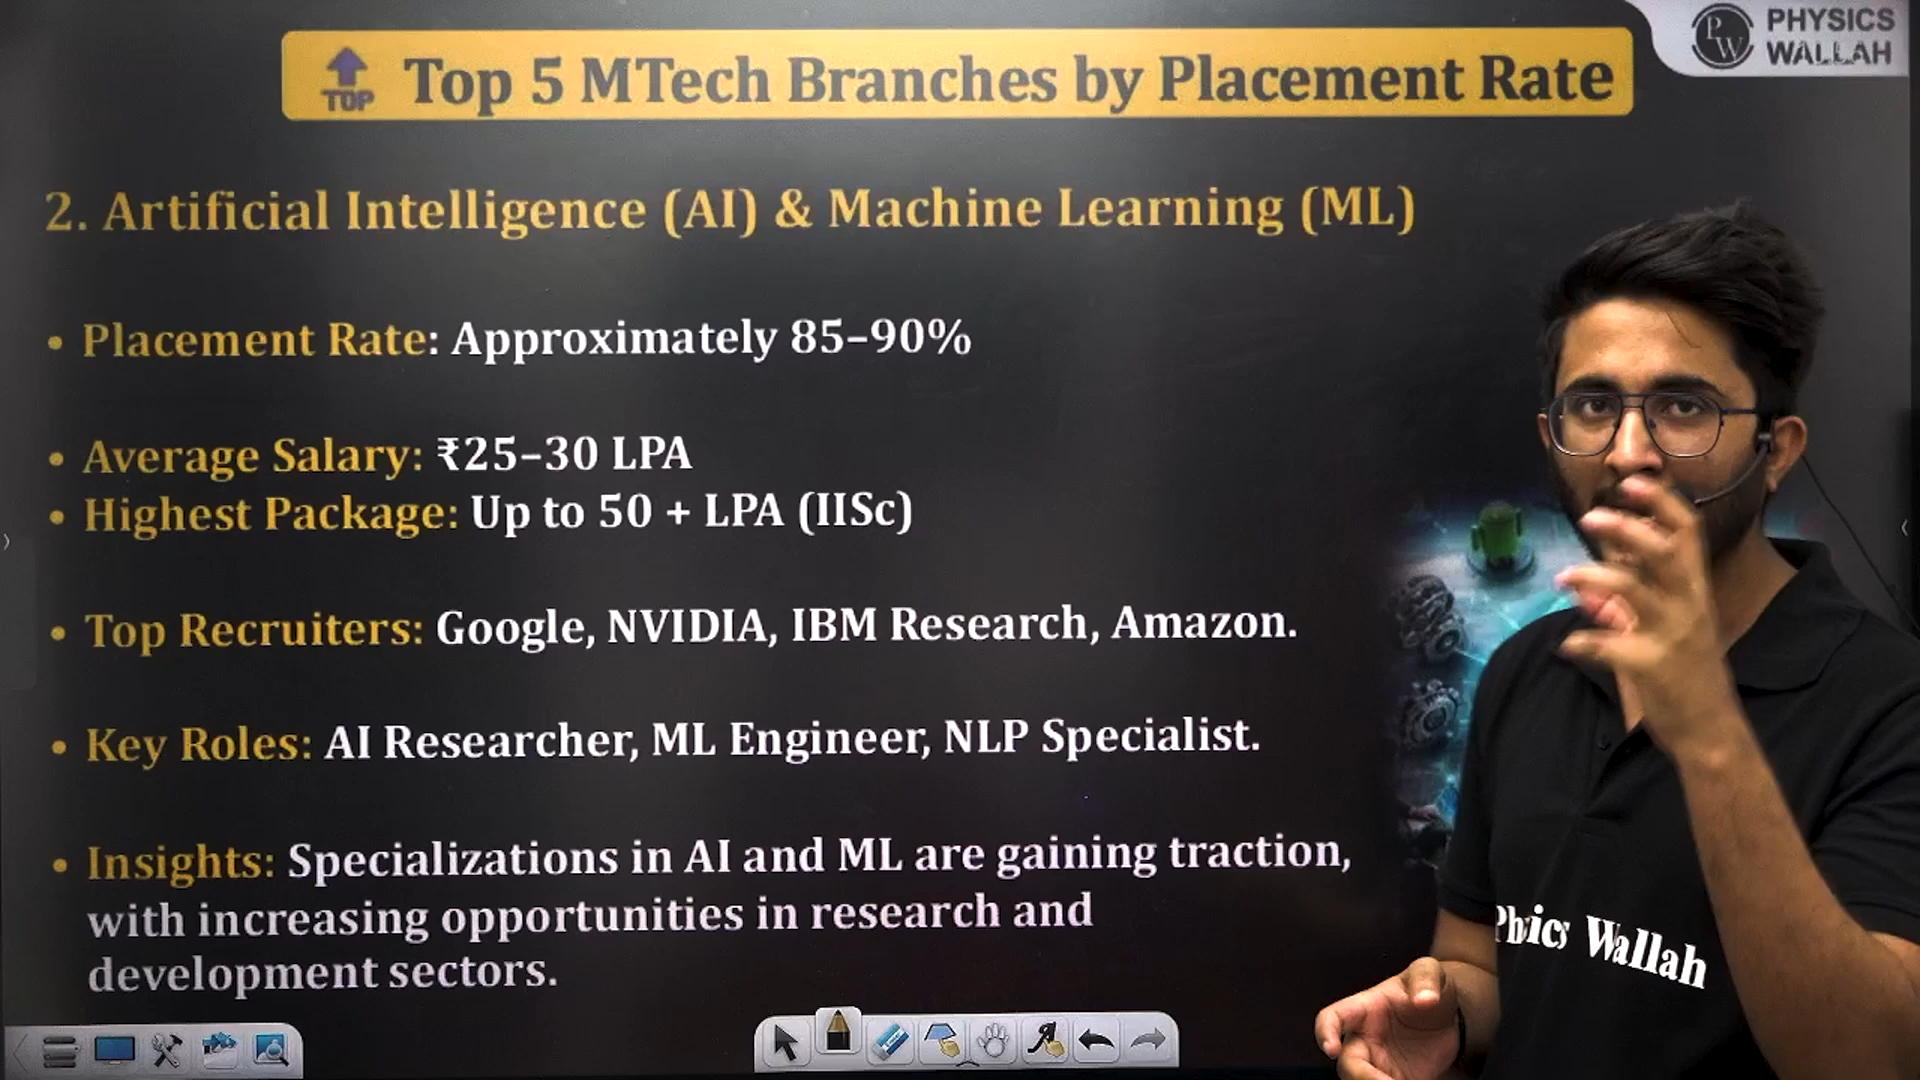 PHYSICS
WALLAH
PW
TOP
Top 5 MTech Branches by Placement Rate
2. Artificial Intelligence (AI) & Machine Learning (ML)
• Placement Rate: Approximately 85–90%
• Average Salary: ₹25–30 LPA
• Highest Package: Up to 50 + LPA (IISc)
• Top Recruiters: Google, NVIDIA, IBM Research, Amazon.
• Key Roles: AI Researcher, ML Engineer, NLP Specialist.
• Insights: Specializations in AI and ML are gaining traction,
with increasing opportunities in research and
development sectors.
Physics Wallah